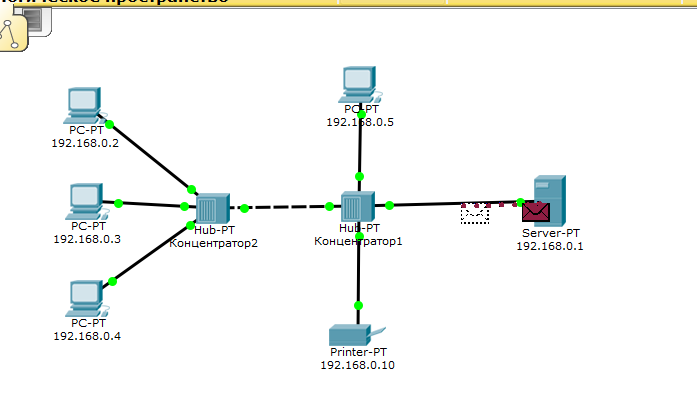 логическое пространство
PC-PT
192.168.0.5
PC-PT
192.168.0.2
PC-PT
192.168.0.3
Hub-PT
Концентратор2
Hub-PT
Концентратор1
Server-PT
192.168.0.1
PC-PT
192.168.0.4
Printer-PT
192.168.0.10